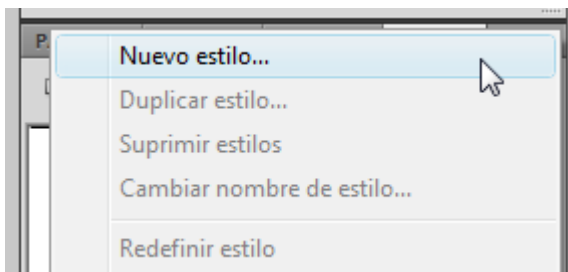 Nuevo estilo...
Duplicar estilo...
Suprimir estilos
Cambiar nombre de estilo...
Redefinir estilo